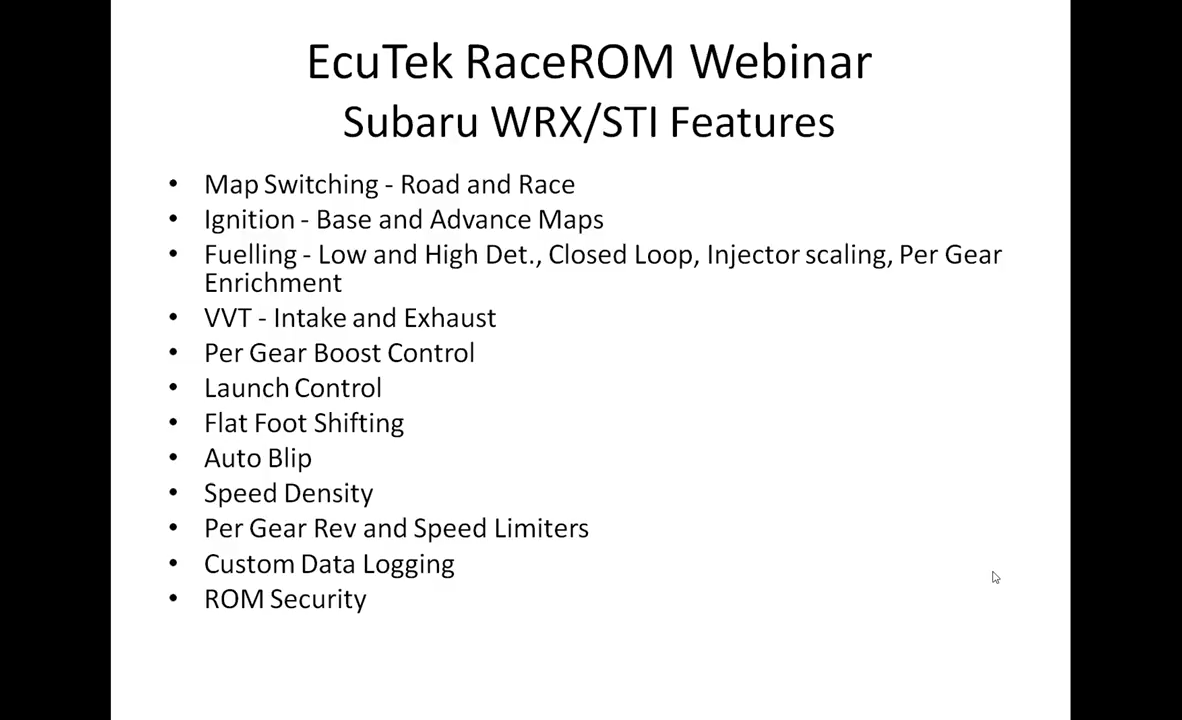 EcuTek RaceROM Webinar
Subaru WRX/STI Features
• Map Switching - Road and Race
• Ignition - Base and Advance Maps
• Fuelling - Low and High Det., Closed Loop, Injector scaling, Per Gear
Enrichment
• VVT - Intake and Exhaust
• Per Gear Boost Control
• Launch Control
• Flat Foot Shifting
• Auto Blip
• Speed Density
• Per Gear Rev and Speed Limiters
• Custom Data Logging
• ROM Security